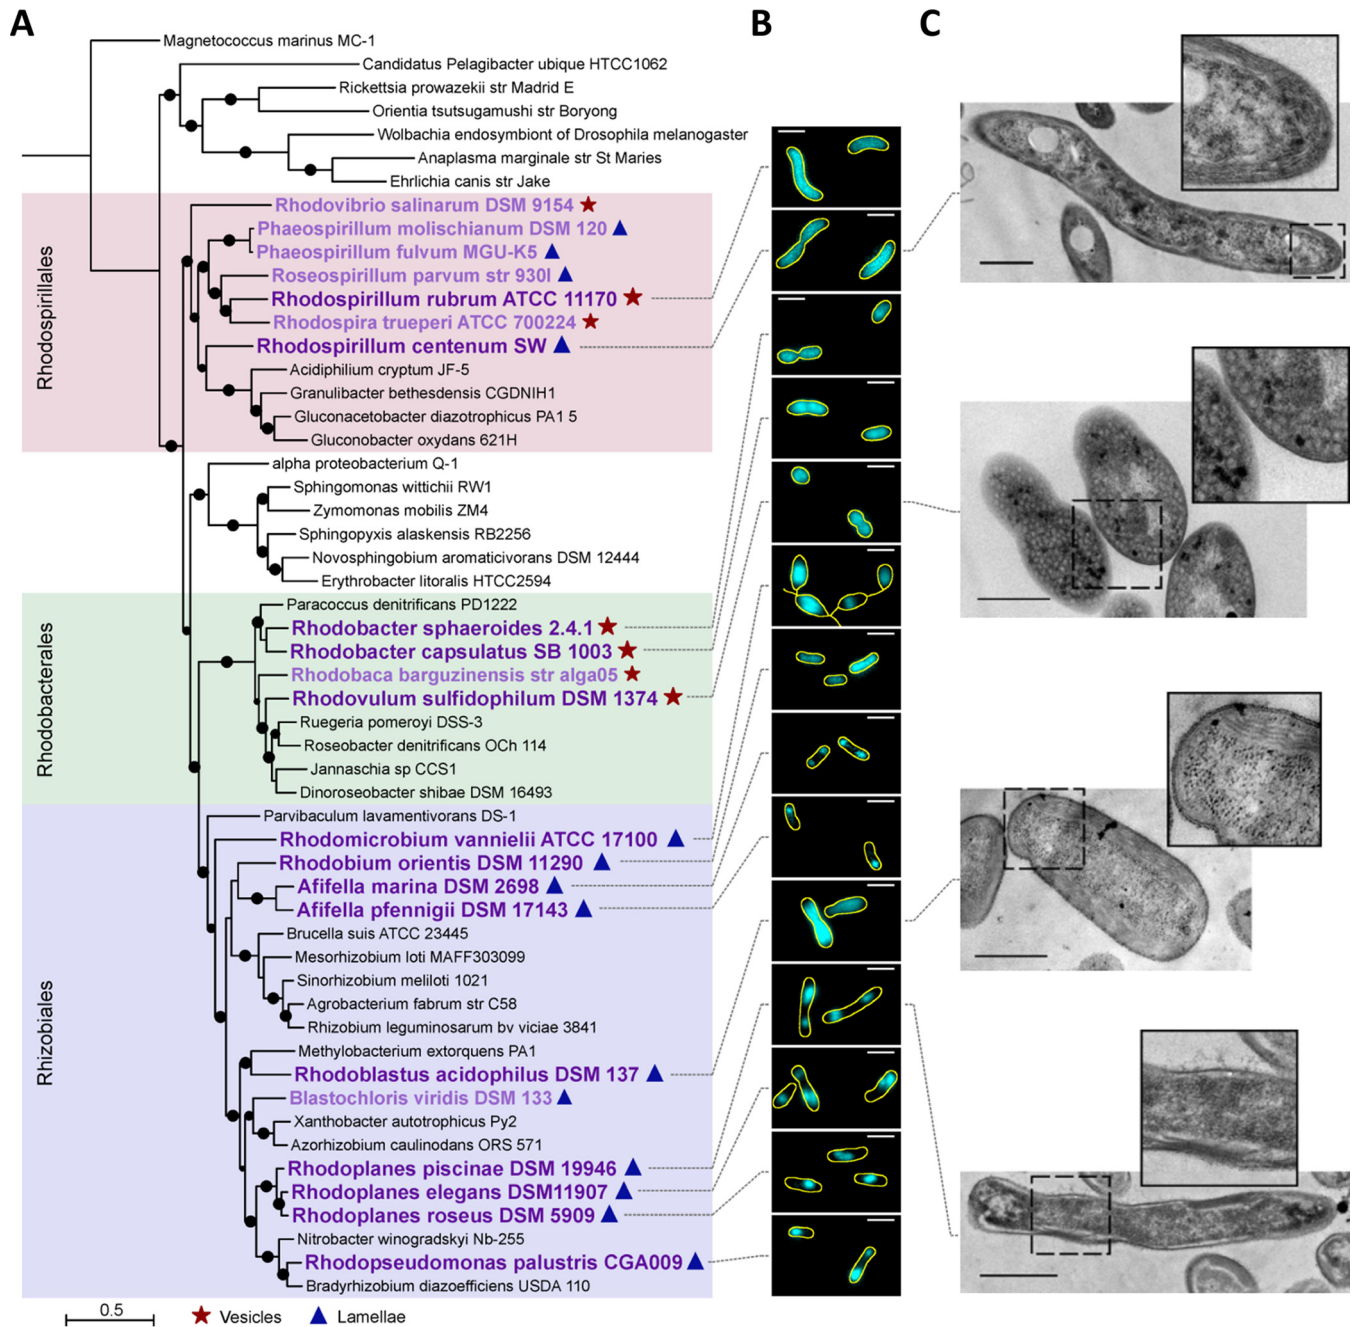 A
B
C
Magnetococcus marinus MC-1
Candidatus Pelagibacter ubique HTCC1062
Rickettsia prowazekii str Madrid E
Orientia tsutsugamushi str Boryong
Wolbachia endosymbiont of Drosophila melanogaster
Anaplasma marginale str St Maries
Ehrlichia canis str Jake
Rhodospirillales
Rhodovibrio salinarum DSM 9154
Phaeospirillum molischianum DSM 120
Phaeospirillum fulvum MGU-K5
Roseospirillum parvum str 930I
Rhodospirillum rubrum ATCC 11170
Rhodospira trueperi ATCC 700224
Rhodospirillum centenum SW
Acidiphilium cryptum JF-5
Granulibacter bethesdensis CGDNIH1
Gluconacetobacter diazotrophicus PA1 5
Gluconobacter oxydans 621H
alpha proteobacterium Q-1
Sphingomonas wittichii RW1
Zymomonas mobilis ZM4
Sphingopyxis alaskensis RB2256
Novosphingobium aromaticivorans DSM 12444
Erythrobacter litoralis HTCC2594
Rhodobacterales
Paracoccus denitrificans PD1222
Rhodobacter sphaeroides 2.4.1
Rhodobacter capsulatus SB 1003
Rhodobaca barguzinensis str alga05
Rhodovulum sulfidophilum DSM 1374
Ruegeria pomeroyi DSS-3
Roseobacter denitrificans OCh 114
Jannaschia sp CCS1
Dinoroseobacter shibae DSM 16493
Rhizobiales
Parvibaculum lavamentivorans DS-1
Rhodomicrobium vannielii ATCC 17100
Rhodobium orientis DSM 11290
Afifella marina DSM 2698
Afifella pfennigii DSM 17143
Brucella suis ATCC 23445
Mesorhizobium loti MAFF303099
Sinorhizobium meliloti 1021
Agrobacterium fabrum str C58
Rhizobium leguminosarum bv viciae 3841
Methylobacterium extorquens PA1
Rhodoblastus acidophilus DSM 137
Blastochloris viridis DSM 133
Xanthobacter autotrophicus Py2
Azorhizobium caulinodans ORS 571
Rhodoplanes piscinae DSM 19946
Rhodoplanes elegans DSM11907
Rhodoplanes roseus DSM 5909
Nitrobacter winogradskyi Nb-255
Rhodopseudomonas palustris CGA009
Bradyrhizobium diazoefficiens USDA 110
0.5
Vesicles
Lamellae